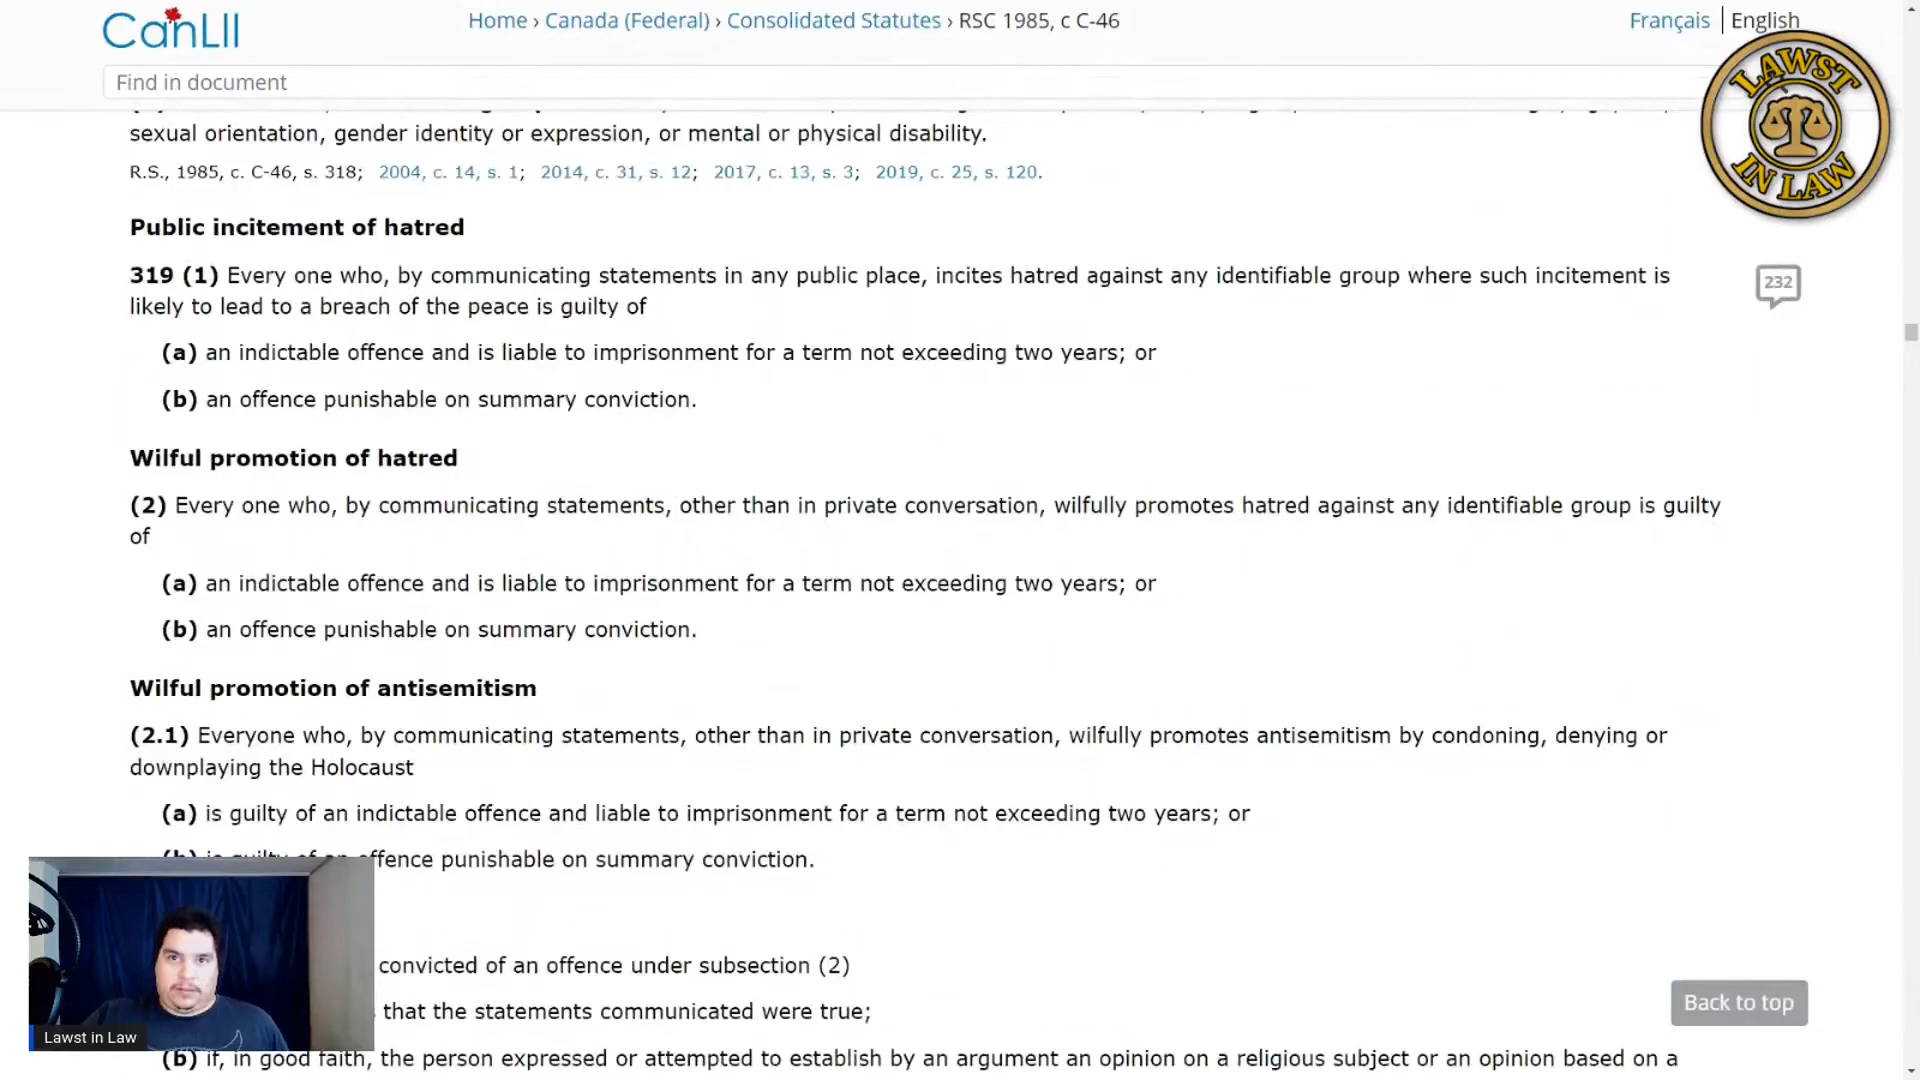 CanLII
Home › Canada (Federal) › Consolidated Statutes › RSC 1985, c C-46
Français | English
Find in document
LAWST IN LAW
sexual orientation, gender identity or expression, or mental or physical disability.
R.S., 1985, c. C-46, s. 318; 2004, c. 14, s. 1; 2014, c. 31, s. 12; 2017, c. 13, s. 3; 2019, c. 25, s. 120.
Public incitement of hatred
319 (1) Every one who, by communicating statements in any public place, incites hatred against any identifiable group where such incitement is
232
likely to lead to a breach of the peace is guilty of
(a) an indictable offence and is liable to imprisonment for a term not exceeding two years; or
(b) an offence punishable on summary conviction.
Wilful promotion of hatred
(2) Every one who, by communicating statements, other than in private conversation, wilfully promotes hatred against any identifiable group is guilty
of
(a) an indictable offence and is liable to imprisonment for a term not exceeding two years; or
(b) an offence punishable on summary conviction.
Wilful promotion of antisemitism
(2.1) Everyone who, by communicating statements, other than in private conversation, wilfully promotes antisemitism by condoning, denying or
downplaying the Holocaust
(a) is guilty of an indictable offence and liable to imprisonment for a term not exceeding two years; or
(b) is guilty of an offence punishable on summary conviction.
convicted of an offence under subsection (2)
that the statements communicated were true;
Back to top
Lawst in Law
(b) if, in good faith, the person expressed or attempted to establish by an argument an opinion on a religious subject or an opinion based on a